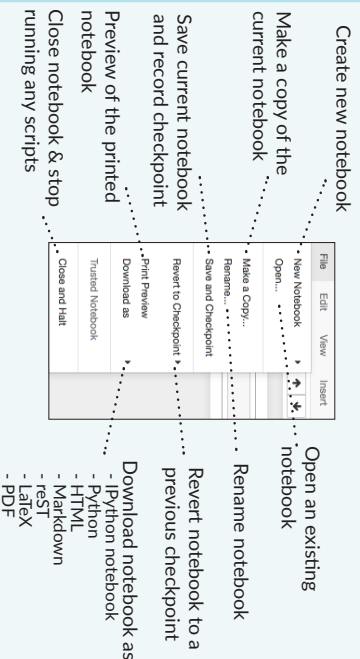 Create new notebook
Make a copy of the
current notebook
Save current notebook
and record checkpoint
Preview of the printed
notebook
Close notebook & stop
running any scripts
File Edit View Insert
New Notebook
Open...
Make a Copy...
Rename...
Save and Checkpoint
Revert to Checkpoint
Print Preview
Download as
Trusted Notebook
Close and Halt
Open an existing
notebook
Rename notebook
Revert notebook to a
previous checkpoint
Download notebook as
- IPython notebook
- Python
- HTML
- Markdown
- reST
- LaTeX
- PDF